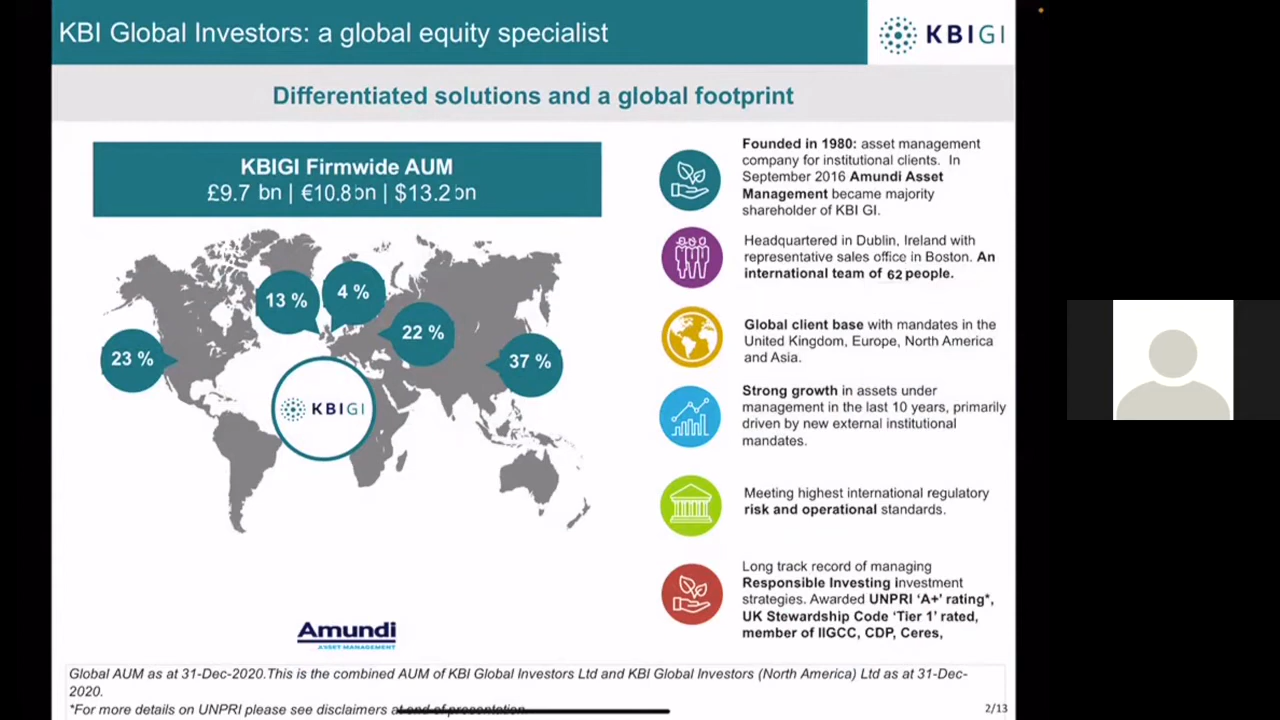 KBI Global Investors: a global equity specialist
KBIGI
Differentiated solutions and a global footprint
KBIGI Firmwide AUM
£9.7 bn | €10.8bn | $13.2bn
13 %
4 %
22 %
23 %
37 %
KBIGI
Amundi
ASSET MANAGEMENT
Founded in 1980: asset management
company for institutional clients. In
September 2016 Amundi Asset
Management became majority
shareholder of KBI GI.
Headquartered in Dublin, Ireland with
representative sales office in Boston. An
international team of 62 people.
Global client base with mandates in the
United Kingdom, Europe, North America
and Asia.
Strong growth in assets under
management in the last 10 years, primarily
driven by new external institutional
mandates.
Meeting highest international regulatory
risk and operational standards.
Long track record of managing
Responsible Investing investment
strategies. Awarded UNPRI ‘A+’ rating*,
UK Stewardship Code ‘Tier 1’ rated,
member of IIGCC, CDP, Ceres,
Global AUM as at 31-Dec-2020.This is the combined AUM of KBI Global Investors Ltd and KBI Global Investors (North America) Ltd as at 31-Dec-
2020.
*For more details on UNPRI please see disclaimers at end of presentation.
2/13